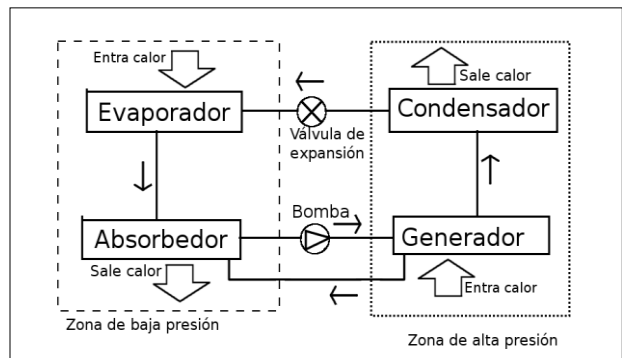 Entra calor
Sale calor
Evaporador
Condensador
Válvula de
expansión
Bomba
Absorbedor
Generador
Sale calor
Entra calor
Zona de baja presión
Zona de alta presión